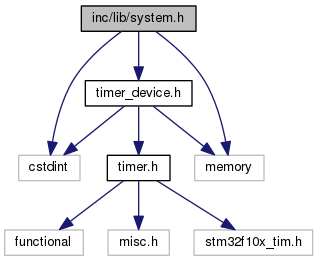 inc/lib/system.h
timer_device.h
cstdint
timer.h
memory
functional
misc.h
stm32f10x_tim.h